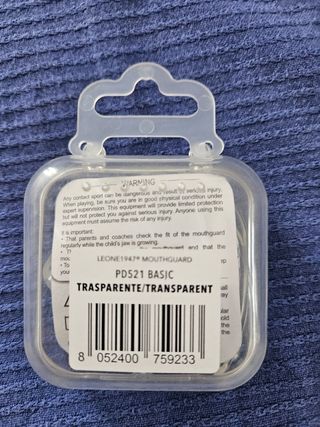 WARNING
Any contact sport can be dangerous and result in serious injury.
When playing, be sure you are in good physical condition under
expert supervision. This equipment will provide limited protection
but will not protect you against serious injury. Anyone using this
equipment must assume the risk of any injury.
It is important:
• That parents and coaches check the fit of the mouthguard
regularly while the child's jaw is growing.
• and that the
LEONE1947® MOUTHGUARD
PD521 BASIC
TRASPARENTE/TRANSPARENT
8 052400 759233